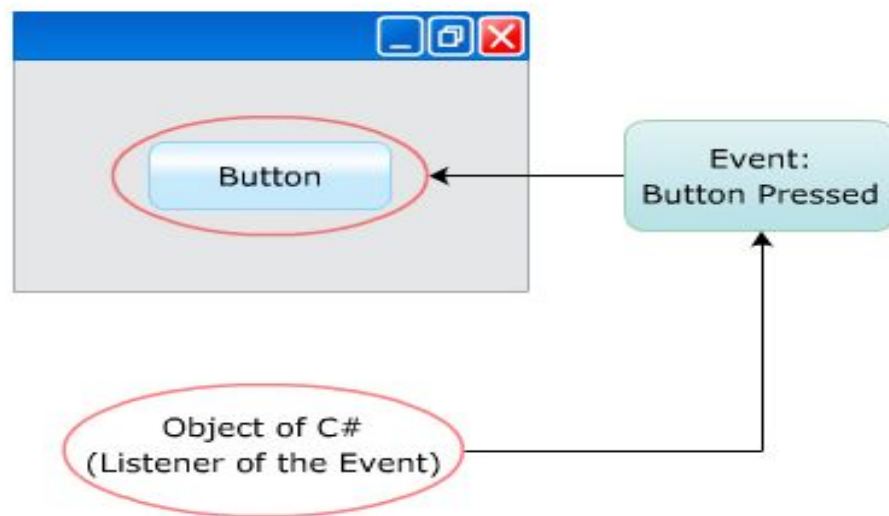 Button
Event:
Button Pressed
Object of C#
(Listener of the Event)